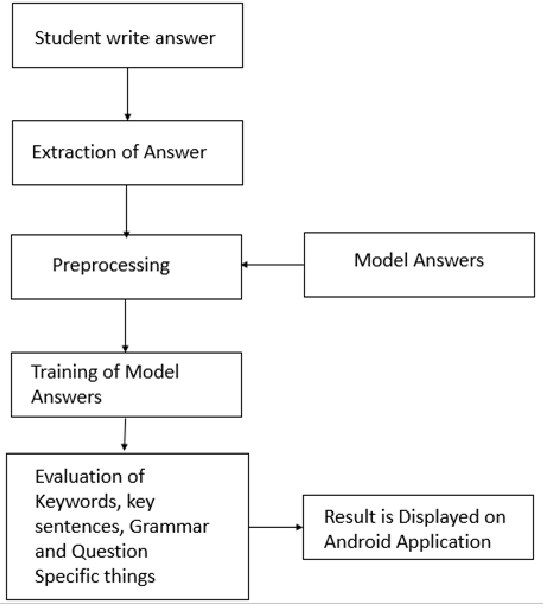 Student write answer
Extraction of Answer
Preprocessing
Model Answers
Training of Model
Answers
Evaluation of
Keywords, key
sentences, Grammar
and Question
Specific things
Result is Displayed on
Android Application